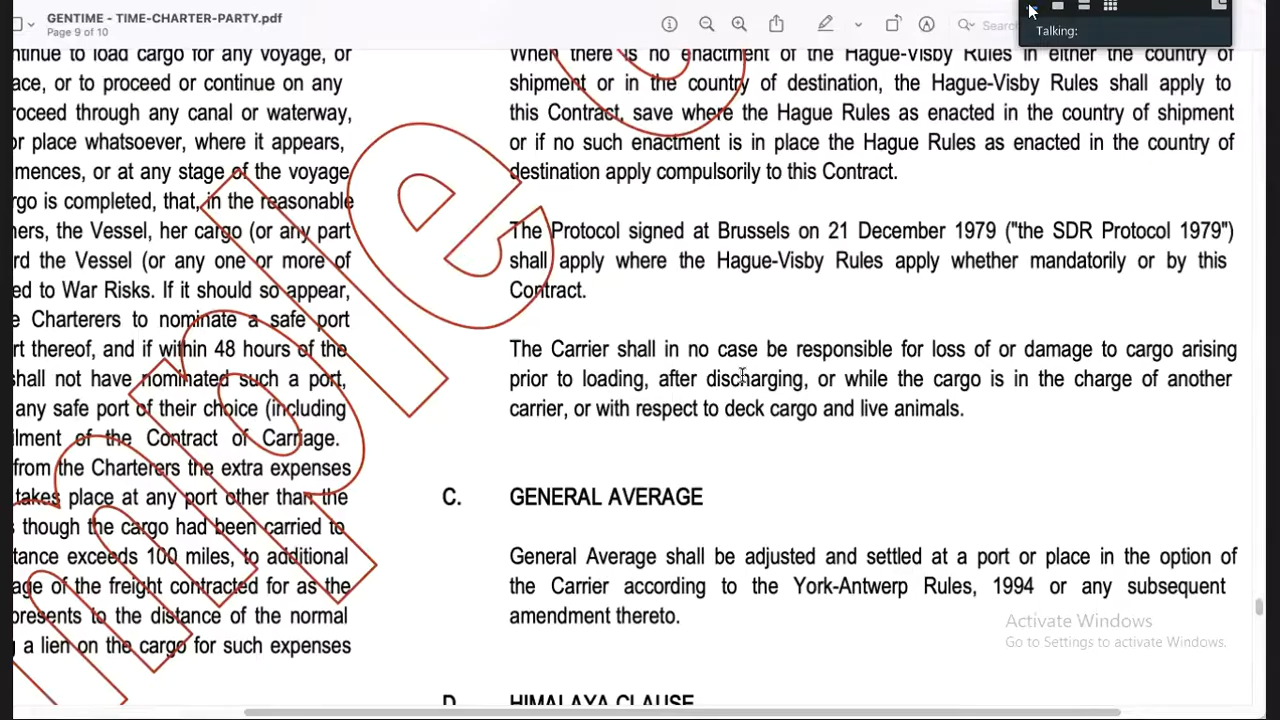 GENTIME - TIME-CHARTER-PARTY.pdf
Page 9 of 10
Search
Talking:
ntinue to load cargo for any voyage, or
ace, or to proceed or continue on any
roceed through any canal or waterway,
or place whatsoever, where it appears,
mences, or at any stage of the voyage
rgo is completed, that, in the reasonable
ners, the Vessel, her cargo (or any part
rd the Vessel (or any one or more of
ed to War Risks. If it should so appear,
e Charterers to nominate a safe port
rt thereof, and if within 48 hours of the
shall not have nominated such a port,
any safe port of their choice (including
ilment of the Contract of Carriage.
from the Charterers the extra expenses
takes place at any port other than the
s though the cargo had been carried to
tance exceeds 100 miles, to additional
age of the freight contracted for as the
presents to the distance of the normal
g a lien on the cargo for such expenses
When there is no enactment of the Hague-Visby Rules in either the country of
shipment or in the country of destination, the Hague-Visby Rules shall apply to
this Contract, save where the Hague Rules as enacted in the country of shipment
or if no such enactment is in place the Hague Rules as enacted in the country of
destination apply compulsorily to this Contract.
The Protocol signed at Brussels on 21 December 1979 ("the SDR Protocol 1979")
shall apply where the Hague-Visby Rules apply whether mandatorily or by this
Contract.
The Carrier shall in no case be responsible for loss of or damage to cargo arising
prior to loading, after discharging, or while the cargo is in the charge of another
carrier, or with respect to deck cargo and live animals.
C. GENERAL AVERAGE
General Average shall be adjusted and settled at a port or place in the option of
the Carrier according to the York-Antwerp Rules, 1994 or any subsequent
amendment thereto.
D. HIMALAYA CLAUSE
Activate Windows
Go to Settings to activate Windows.